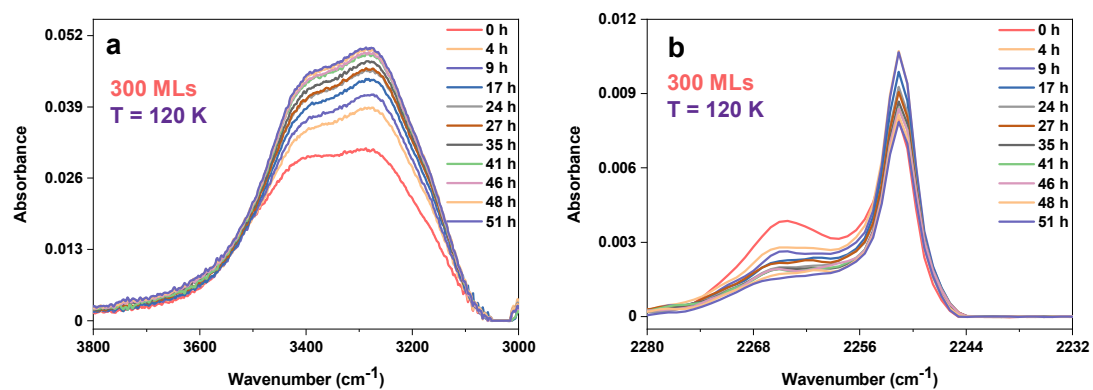 a
300 MLs
T = 120 K
0 h
4 h
9 h
17 h
24 h
27 h
35 h
41 h
46 h
48 h
51 h
Absorbance
0.052
0.039
0.026
0.013
0
3800 3600 3400 3200 3000
Wavenumber (cm⁻¹)
b
300 MLs
T = 120 K
0 h
4 h
9 h
17 h
24 h
27 h
35 h
41 h
46 h
48 h
51 h
Absorbance
0.012
0.009
0.006
0.003
0
2280 2268 2256 2244 2232
Wavenumber (cm⁻¹)